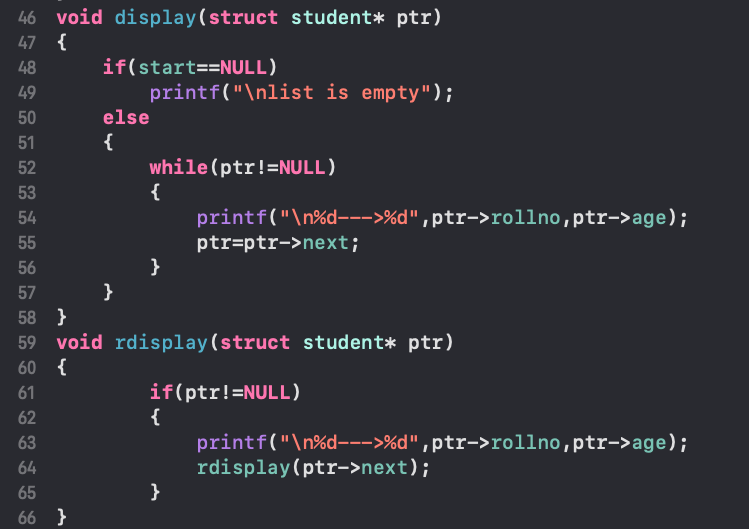 46 void display(struct student* ptr)
47 {
48     if(start==NULL)
49         printf("\nlist is empty");
50     else
51     {
52         while(ptr!=NULL)
53         {
54             printf("\n%d--->%d",ptr->rollno,ptr->age);
55             ptr=ptr->next;
56         }
57     }
58 }
59 void rdisplay(struct student* ptr)
60 {
61         if(ptr!=NULL)
62         {
63             printf("\n%d--->%d",ptr->rollno,ptr->age);
64             rdisplay(ptr->next);
65         }
66 }